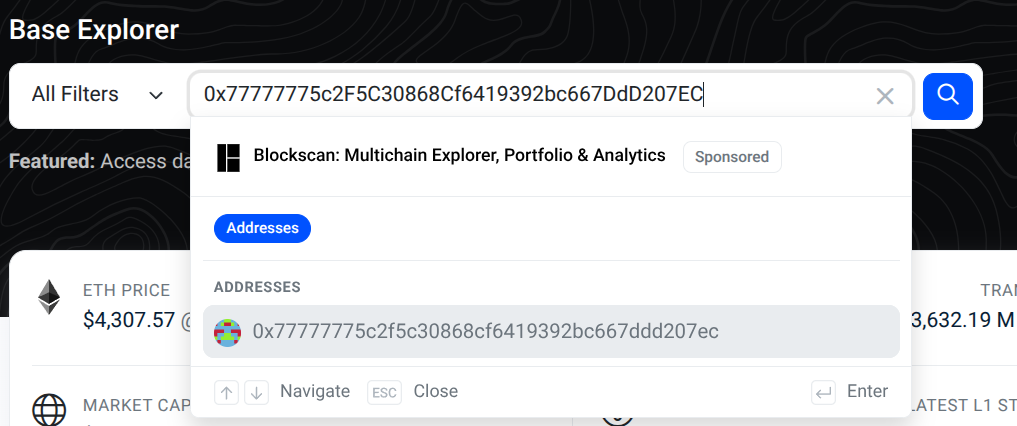 Base Explorer
All Filters
0x77777775c2F5C30868Cf6419392bc667DdD207EC
Featured: Access da
Blockscan: Multichain Explorer, Portfolio & Analytics
Sponsored
Addresses
ADDRESSES
0x77777775c2f5c30868cf6419392bc667ddd207ec
ETH PRICE
$4,307.57 @
TRAN
3,632.19 M
Navigate
ESC
Close
Enter
MARKET CAP
LATEST L1 ST